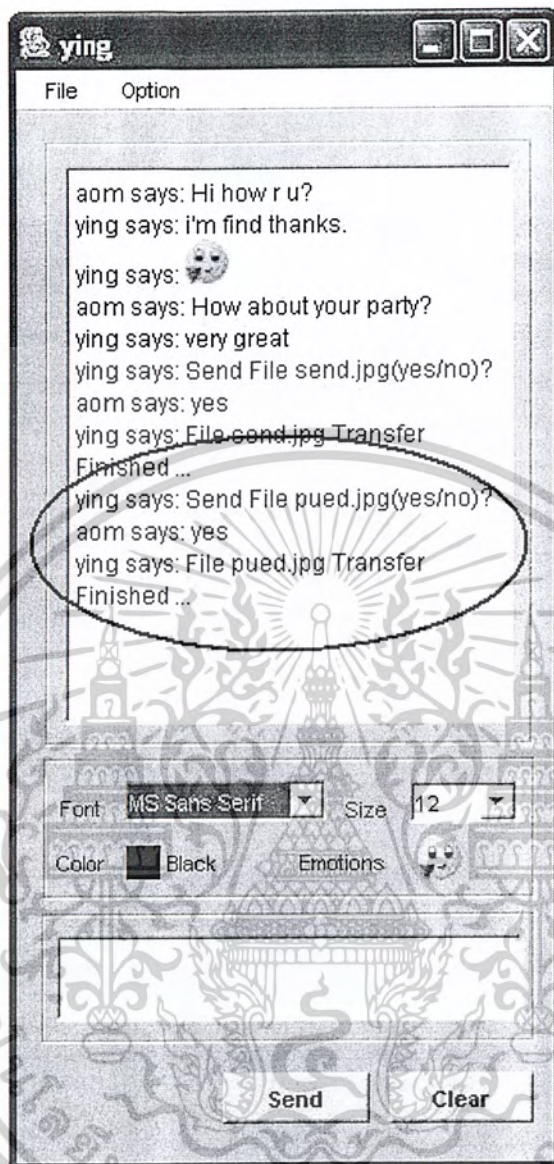 ying
File Option
aom says: Hi how r u?
ying says: i'm find thanks.
ying says:
aom says: How about your party?
ying says: very great
ying says: Send File send.jpg(yes/no)?
aom says: yes
ying says: File send.jpg Transfer
Finished ...
ying says: Send File pued.jpg(yes/no)?
aom says: yes
ying says: File pued.jpg Transfer
Finished ...
Font MS Sans Serif Size 12
Color Black Emotions
Send Clear